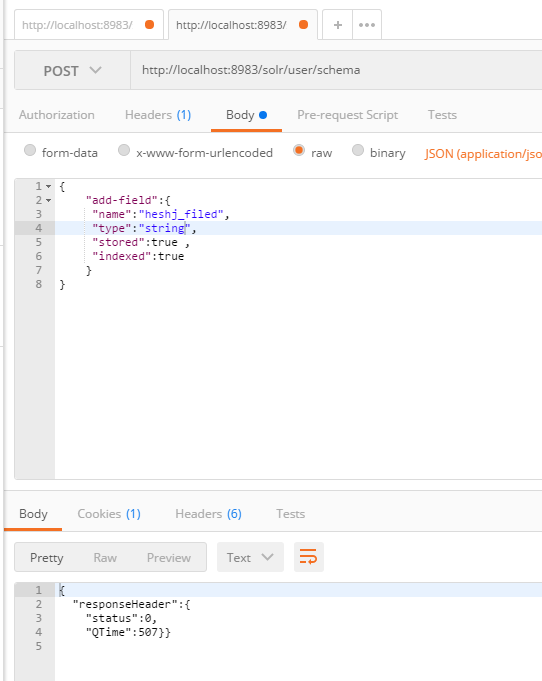 http://localhost:8983/ http://localhost:8983/ + •••
POST http://localhost:8983/solr/user/schema
Authorization Headers (1) Body Pre-request Script Tests
form-data x-www-form-urlencoded raw binary JSON (application/jso
1 {
2 "add-field":{
3 "name":"heshj_filed",
4 "type":"string",
5 "stored":true ,
6 "indexed":true
7 }
8 }
Body Cookies (1) Headers (6) Tests
Pretty Raw Preview Text
1 {
2 "responseHeader":{
3 "status":0,
4 "QTime":507}}
5